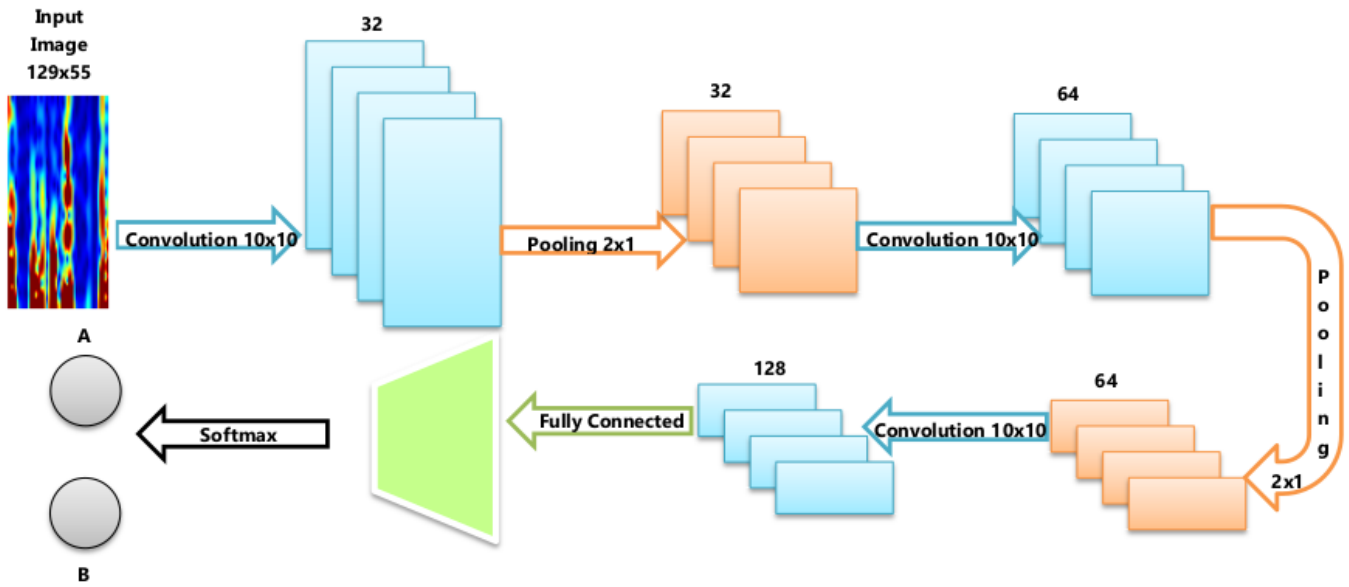 Input
Image
129x55
32
Convolution 10x10
Pooling 2x1
32
Convolution 10x10
64
Pooling
2x1
64
Convolution 10x10
128
Fully Connected
Softmax
A
B